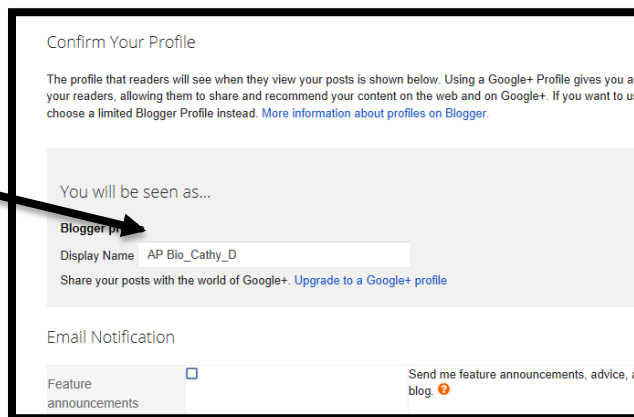 Confirm Your Profile
The profile that readers will see when they view your posts is shown below. Using a Google+ Profile gives you a
your readers, allowing them to share and recommend your content on the web and on Google+. If you want to
choose a limited Blogger Profile instead. More information about profiles on Blogger.
You will be seen as...
Blogger
Display Name AP Bio_Cathy_D
Share your posts with the world of Google+. Upgrade to a Google+ profile
Email Notification
Feature announcements
Send me feature announcements, advice,
blog.